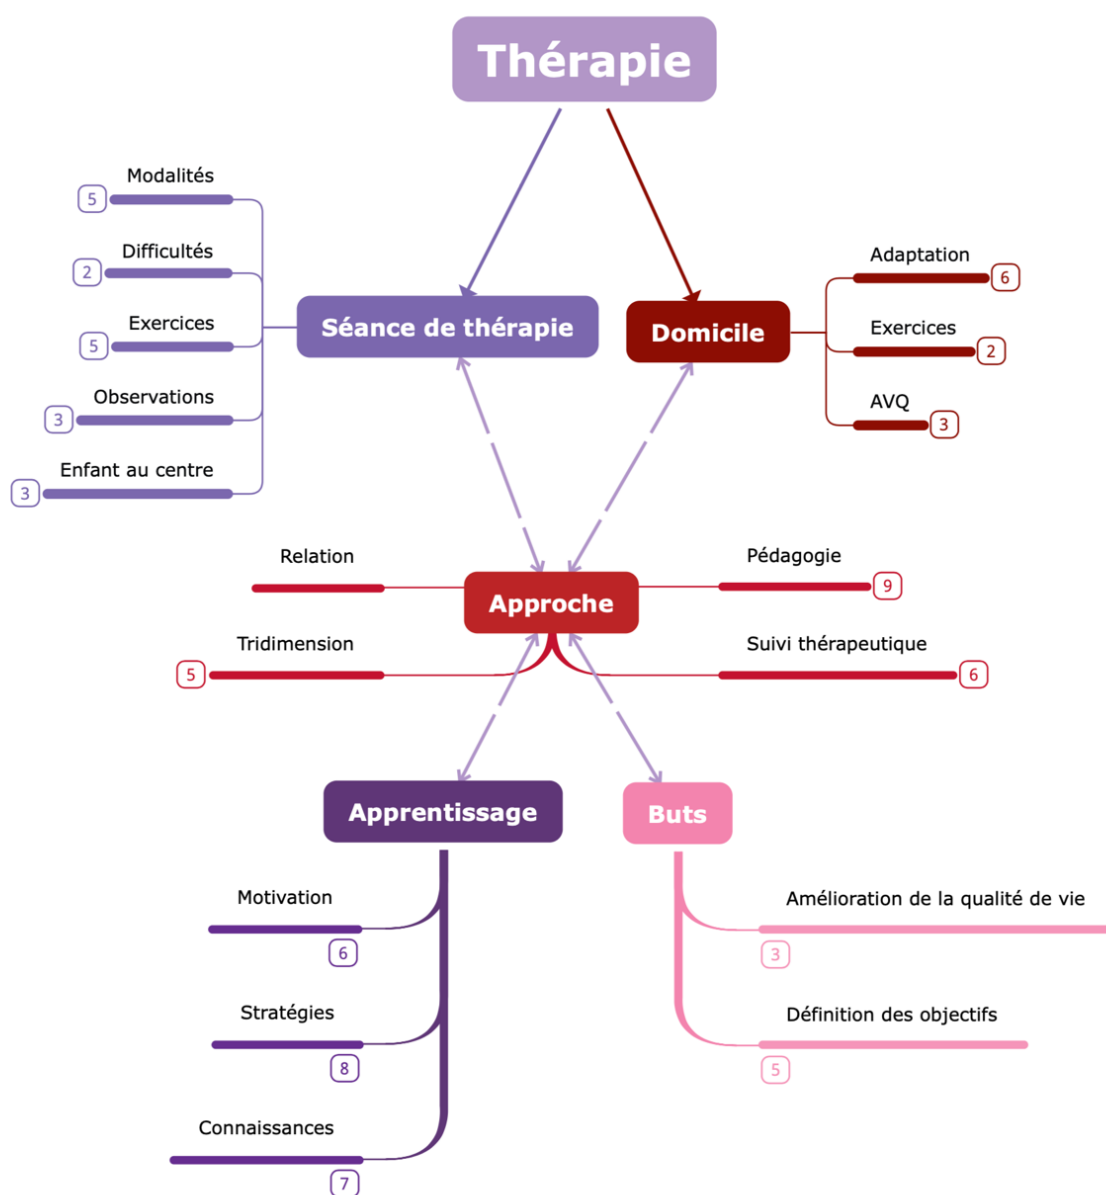 Thérapie
Modalités
5
Difficultés
2
Exercices
5
Observations
3
Enfant au centre
3
Séance de thérapie
Domicile
Adaptation
6
Exercices
2
AVQ
3
Relation
Pédagogie
9
Approche
Tridimension
5
Suivi thérapeutique
6
Apprentissage
Motivation
6
Stratégies
8
Connaissances
7
Buts
Amélioration de la qualité de vie
3
Définition des objectifs
5